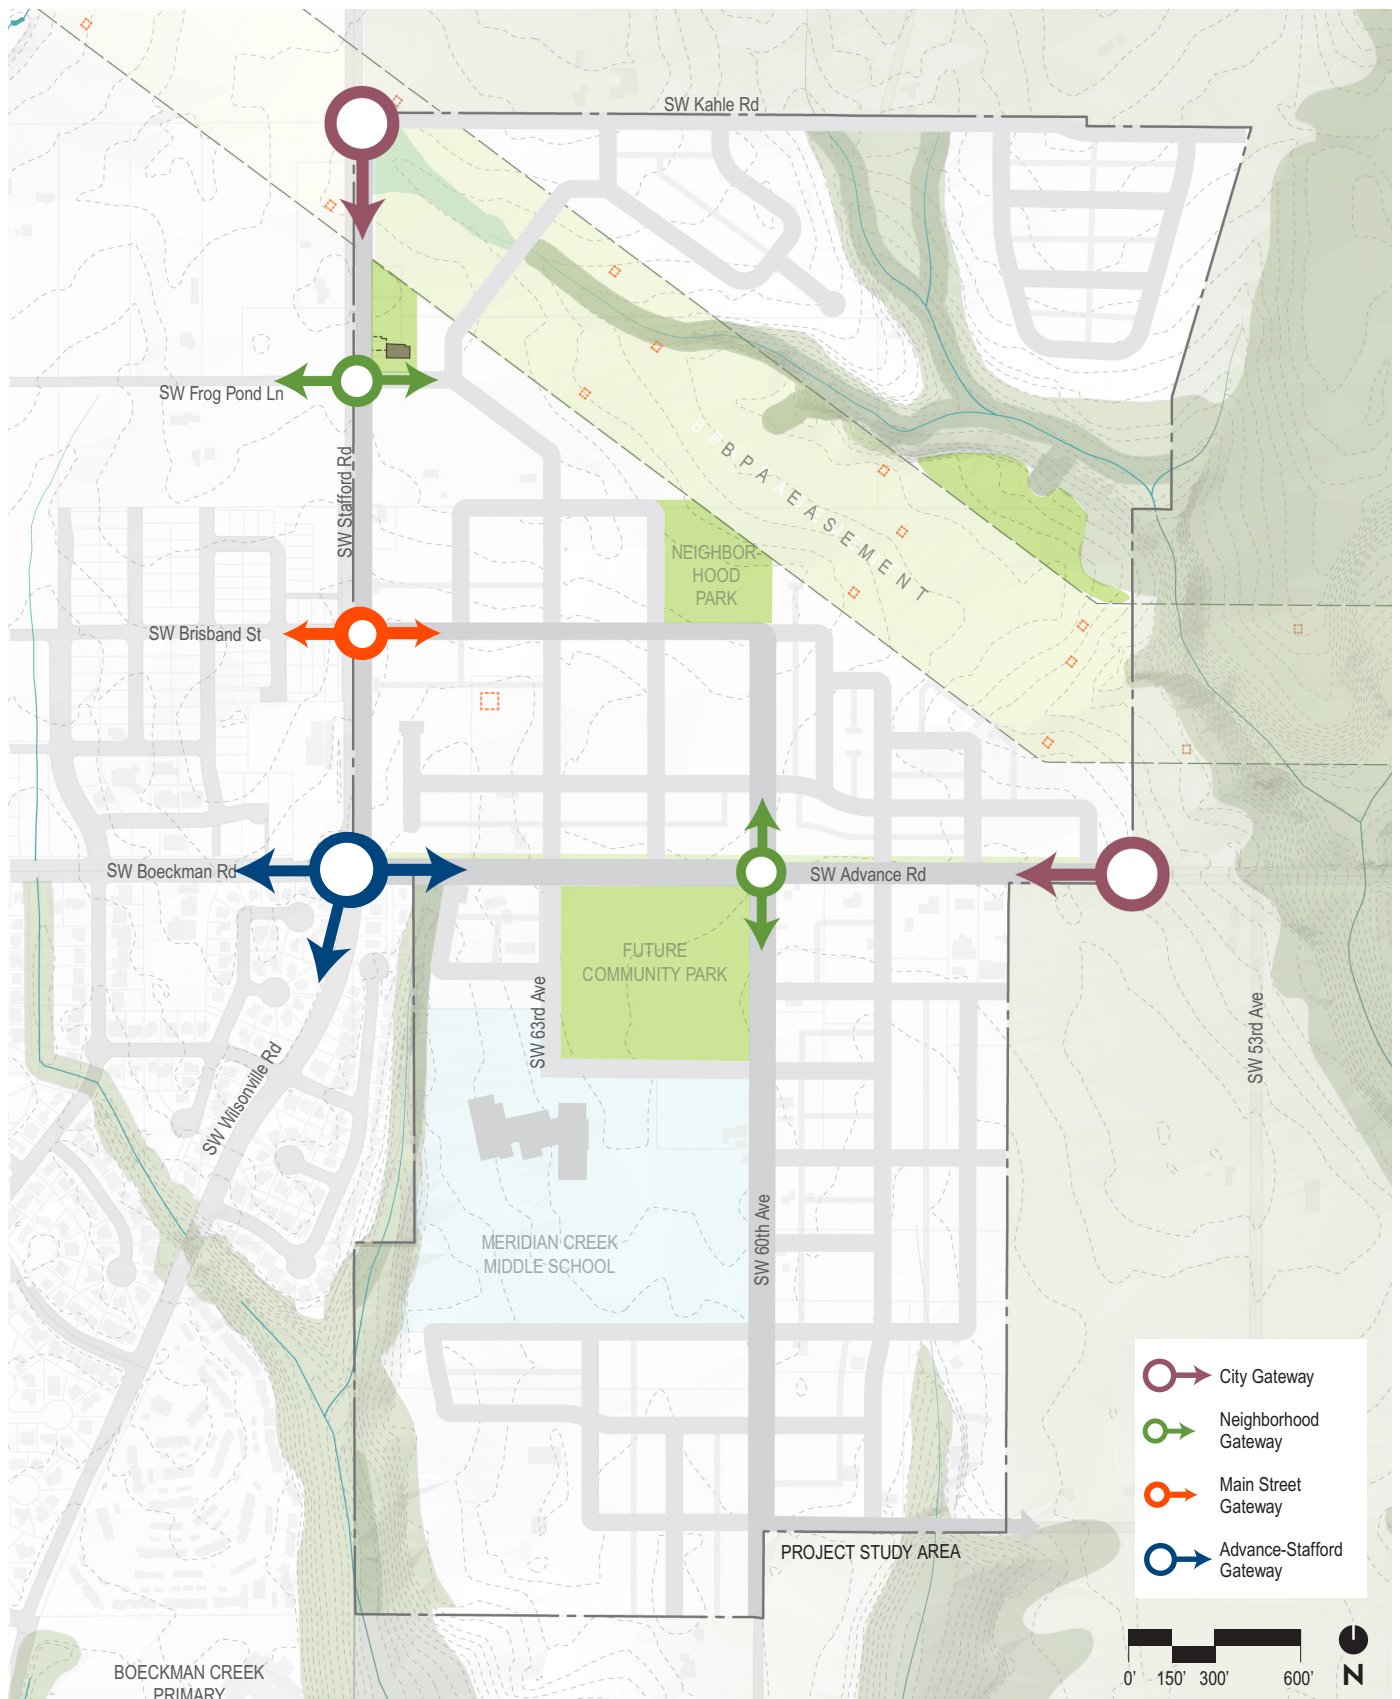 SW Kahle Rd
SW Frog Pond Ln
SW Stafford Rd
BPA EASEMENT
NEIGHBOR-
HOOD
PARK
SW Brisband St
SW Boeckman Rd
SW Advance Rd
FUTURE
COMMUNITY PARK
SW 63rd Ave
SW 53rd Ave
SW Wilsonville Rd
MERIDIAN CREEK
MIDDLE SCHOOL
SW 60th Ave
City Gateway
Neighborhood
Gateway
Main Street
Gateway
Advance-Stafford
Gateway
PROJECT STUDY AREA
BOECKMAN CREEK
PRIMARY
0' 150' 300' 600'
N